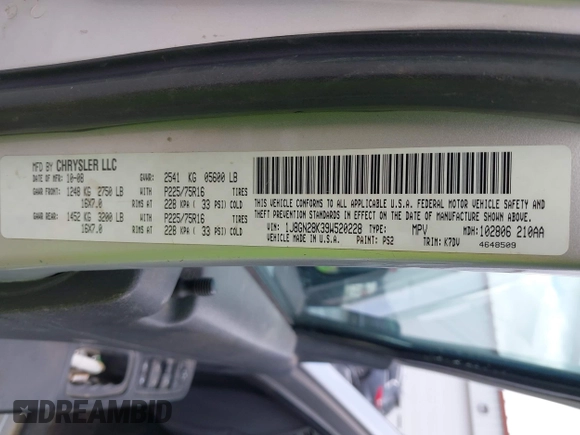 MFD BY CHRYSLER LLC
DATE OF MFR: 10-08 GVWR: 2541 KG 05600 LB
GAWR FRONT: 1248 KG 2750 LB WITH P225/75R16 TIRES
16X7.0 RIMS AT 228 KPA ( 33 PSI) COLD
GAWR REAR: 1452 KG 3200 LB WITH P225/75R16 TIRES
16X7.0 RIMS AT 228 KPA ( 33 PSI) COLD
THIS VEHICLE CONFORMS TO ALL APPLICABLE U.S.A. FEDERAL MOTOR VEHICLE SAFETY AND
THEFT PREVENTION STANDARDS IN EFFECT ON THE DATE OF MANUFACTURE SHOWN ABOVE.
VIN: 1J8GN28K39W520228 TYPE: MPV MDH: 102806 210AA
VEHICLE MADE IN U.S.A. PAINT: PS2 TRIM: K7DV 4648509
DREAMBID